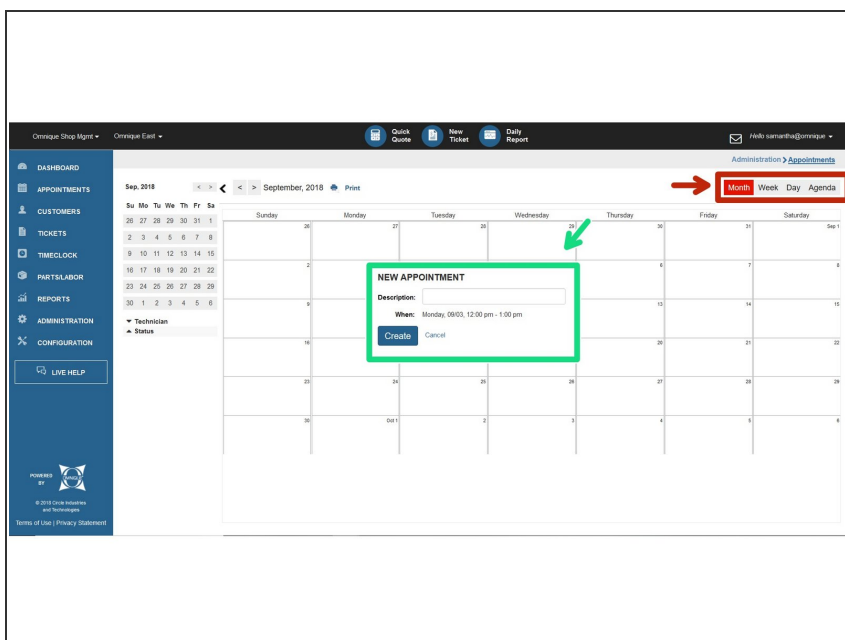 Omnique Shop Mgmt
Omnique East
Quick Quote
New Ticket
Daily Report
Hello samantha@omnique
Administration > Appointments
DASHBOARD
APPOINTMENTS
CUSTOMERS
TICKETS
TIMECLOCK
PARTS/LABOR
REPORTS
ADMINISTRATION
CONFIGURATION
LIVE HELP
POWERED
BY
OMNIQUE
© 2018 Circle Industries
and Technologies
Terms of Use | Privacy Statement
Sep, 2018 < >
Su Mo Tu We Th Fr Sa
26 27 28 29 30 31 1
2 3 4 5 6 7 8
9 10 11 12 13 14 15
16 17 18 19 20 21 22
23 24 25 26 27 28 29
30 1 2 3 4 5 6
Technician
Status
< > September, 2018 Print
Month Week Day Agenda
Sunday Monday Tuesday Wednesday Thursday Friday Saturday
26 27 28 29 30 31 Sep 1
2 6 7 8
9 13 14 15
16 20 21 22
23 24 25 26 27 28 29
30 Oct 1 2 3 4 5 6
NEW APPOINTMENT
Description:
When: Monday, 09/03, 12:00 pm - 1:00 pm
Create Cancel